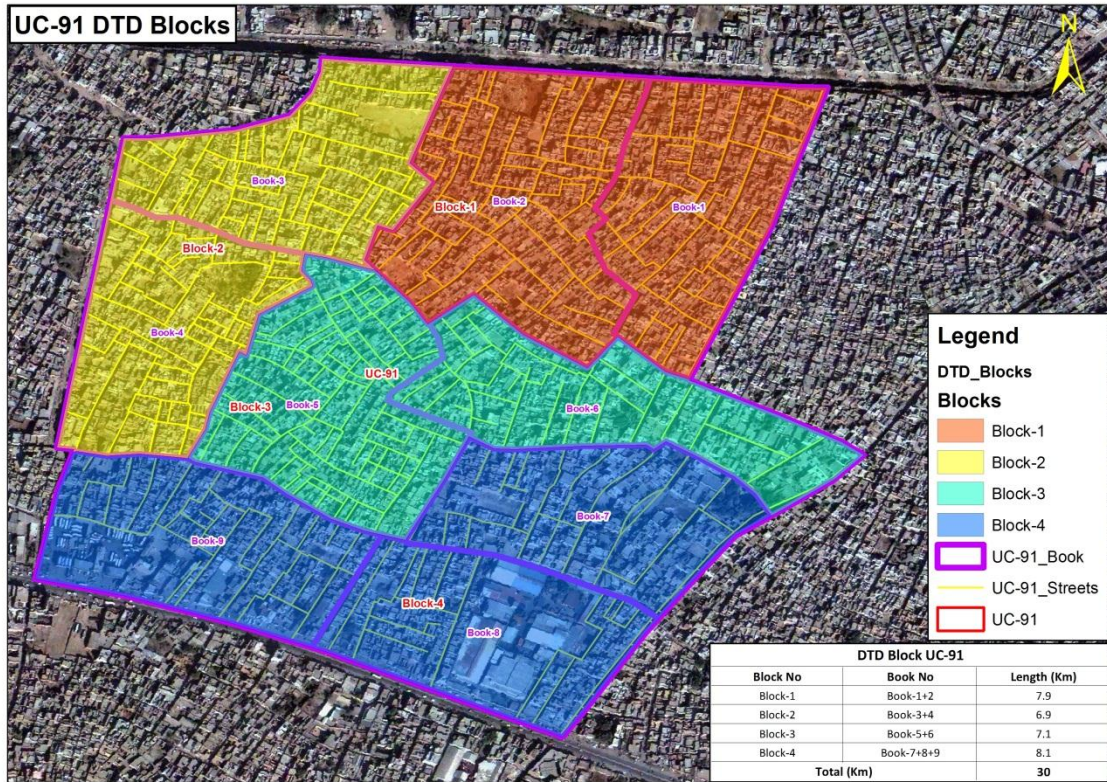 UC-91 DTD Blocks
N
Book-3
Block-1
Book-2
Book-1
Block-2
Book-4
UC-91
Block-3
Book-5
Book-6
Book-7
Book-9
Block-4
Book-8
Legend
DTD_Blocks
Blocks
Block-1
Block-2
Block-3
Block-4
UC-91_Book
UC-91_Streets
UC-91
DTD Block UC-91
Block No Book No Length (Km)
Block-1 Book-1+2 7.9
Block-2 Book-3+4 6.9
Block-3 Book-5+6 7.1
Block-4 Book-7+8+9 8.1
Total (Km) 30